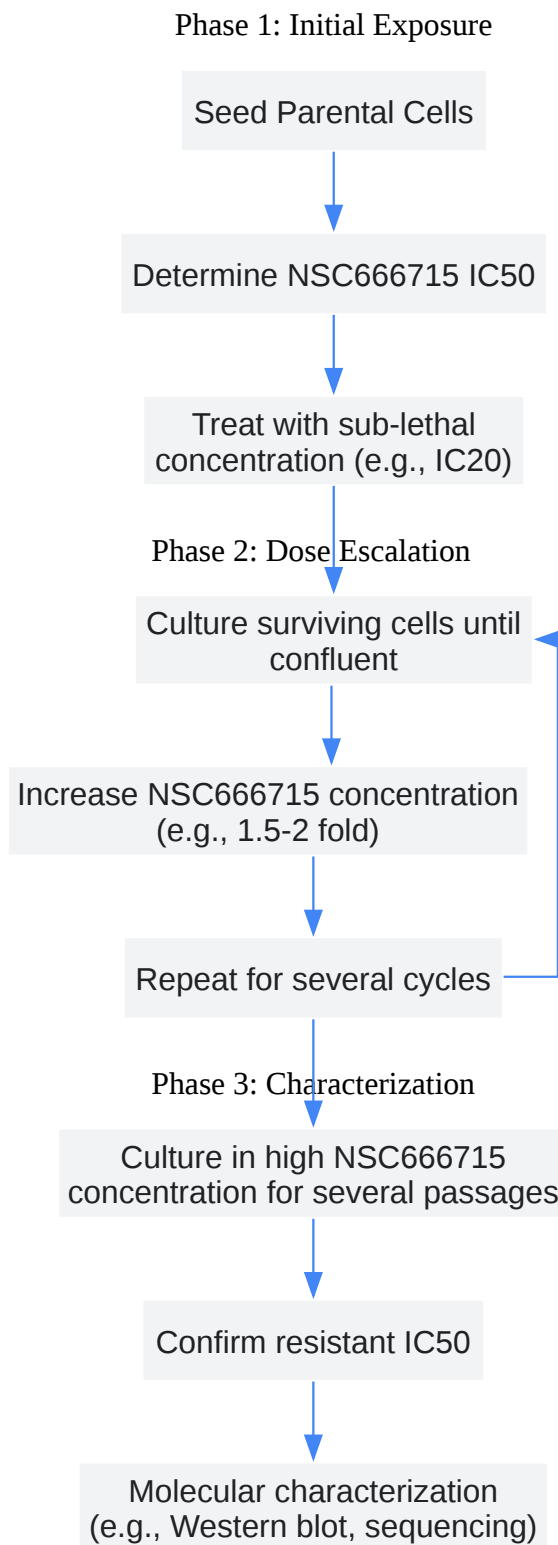 Phase 1: Initial Exposure
Seed Parental Cells
Determine NSC666715 IC50
Treat with sub-lethal
concentration (e.g., IC20)
Phase 2: Dose Escalation
Culture surviving cells until
confluent
Increase NSC666715 concentration
(e.g., 1.5-2 fold)
Repeat for several cycles
Phase 3: Characterization
Culture in high NSC666715
concentration for several passages
Confirm resistant IC50
Molecular characterization
(e.g., Western blot, sequencing)